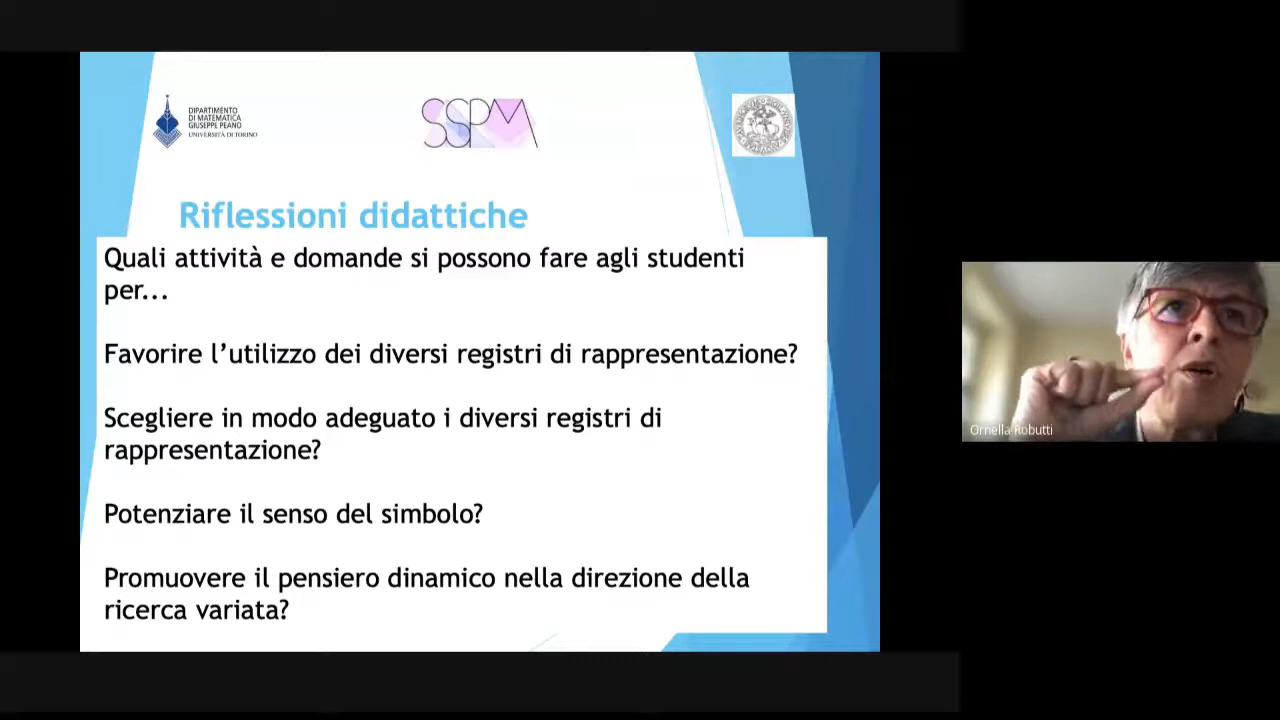 DIPARTIMENTO
DI MATEMATICA
GIUSEPPE PEANO
UNIVERSITÀ DI TORINO
SSPM
Riflessioni didattiche
Quali attività e domande si possono fare agli studenti
per...
Favorire l’utilizzo dei diversi registri di rappresentazione?
Scegliere in modo adeguato i diversi registri di
rappresentazione?
Potenziare il senso del simbolo?
Promuovere il pensiero dinamico nella direzione della
ricerca variata?
Ornella Robutti